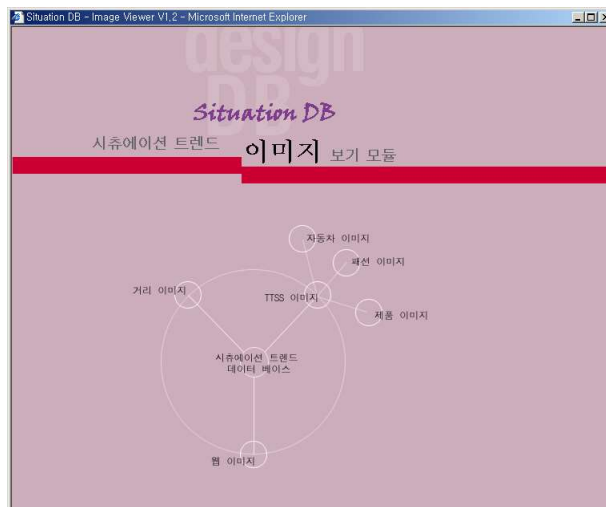 Situation DB - Image Viewer V1.2 - Microsoft Internet Explorer
design
DB
Situation DB
시츄에이션 트렌드 이미지 보기 모듈
자동차 이미지
패션 이미지
거리 이미지
TTSS 이미지
제품 이미지
시츄에이션 트렌드
데이터 베이스
웹 이미지